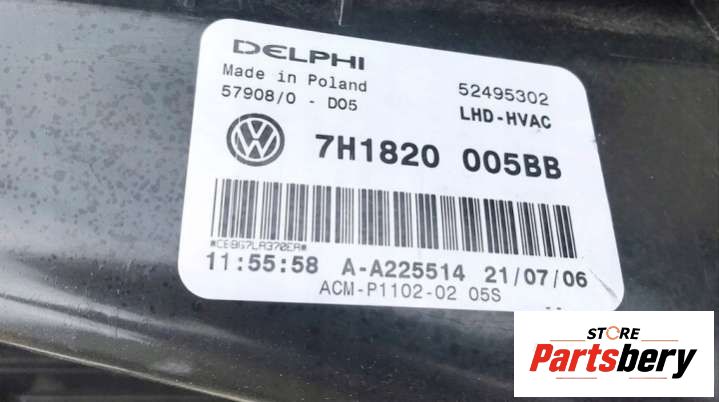 DELPHI
Made in Poland
57908/0 - D05
52495302
LHD-HVAC
7H1820 005BB
11:55:58 A-A225514 21/07/06
ACM-P1102-02 05S
STORE
Partsbery